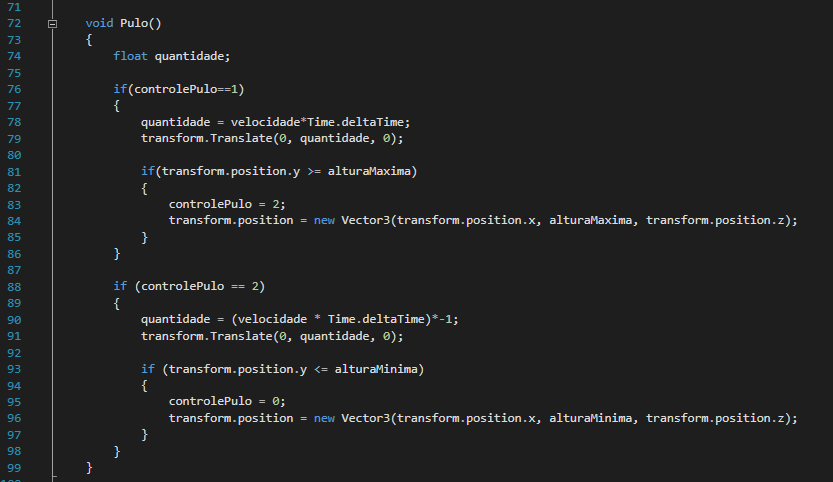 71
72 void Pulo()
73 {
74 float quantidade;
75
76 if(controlePulo==1)
77 {
78 quantidade = velocidade*Time.deltaTime;
79 transform.Translate(0, quantidade, 0);
80
81 if(transform.position.y >= alturaMaxima)
82 {
83 controlePulo = 2;
84 transform.position = new Vector3(transform.position.x, alturaMaxima, transform.position.z);
85 }
86 }
87
88 if (controlePulo == 2)
89 {
90 quantidade = (velocidade * Time.deltaTime)*-1;
91 transform.Translate(0, quantidade, 0);
92
93 if (transform.position.y <= alturaMinima)
94 {
95 controlePulo = 0;
96 transform.position = new Vector3(transform.position.x, alturaMinima, transform.position.z);
97 }
98 }
99 }